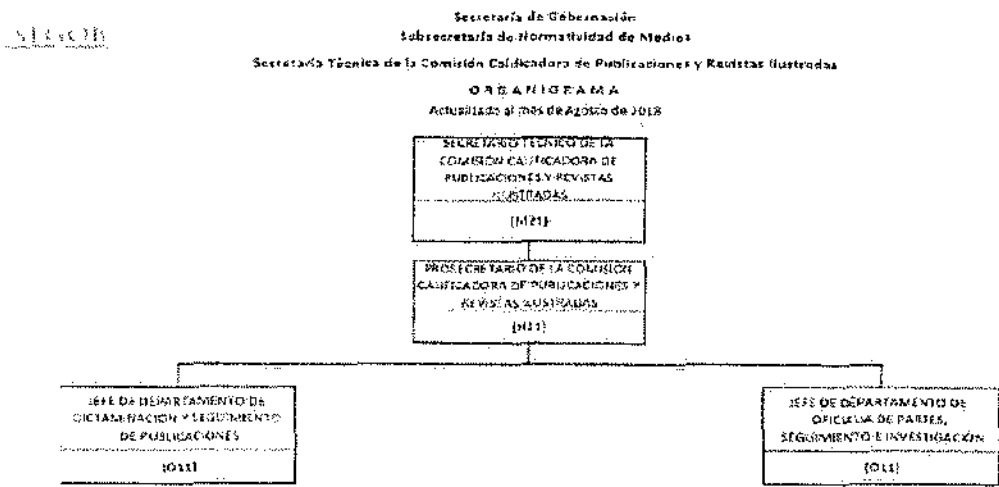 SEGOB
Secretaría de Gobernación
Subsecretaría de Normatividad de Medios
Secretaría Técnica de la Comisión Calificadora de Publicaciones y Revistas Ilustradas
ORGANIGRAMA
Actualizado al mes de Agosto de 2018
SECRETARIO TÉCNICO DE LA
COMISIÓN CALIFICADORA DE
PUBLICACIONES Y REVISTAS
ILUSTRADAS
(M21)
PROSECRETARIO DE LA COMISIÓN
CALIFICADORA DE PUBLICACIONES Y
REVISTAS ILUSTRADAS
JEFE DE DEPARTAMENTO DE
DICTAMINACIÓN Y SEGUIMIENTO
DE PUBLICACIONES
(O11)
JEFE DE DEPARTAMENTO DE
OFICIALIA DE PARTES,
SEGUIMIENTO E INVESTIGACIÓN
(O11)